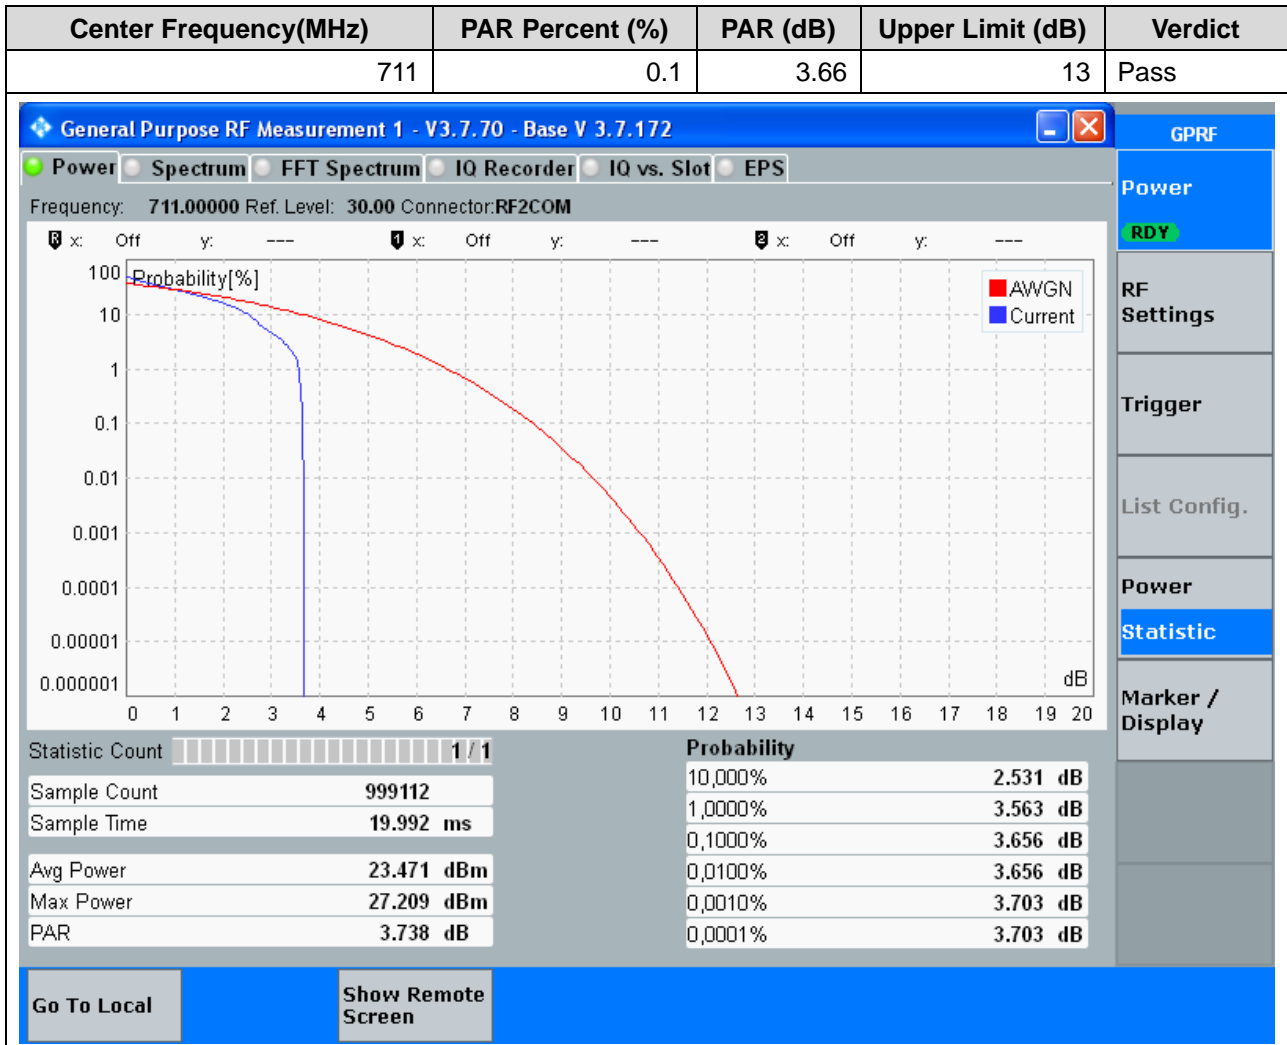 Center Frequency(MHz) PAR Percent (%) PAR (dB) Upper Limit (dB) Verdict
711 0.1 3.66 13 Pass
General Purpose RF Measurement 1 - V3.7.70 - Base V 3.7.172
GPRF
Power Spectrum FFT Spectrum IQ Recorder IQ vs. Slot EPS
Power
RDY
Frequency: 711.00000 Ref. Level: 30.00 Connector:RF2COM
R x: Off y: --- 1 x: Off y: --- 2 x: Off y: ---
Probability[%]
AWGN
Current
100
10
1
0.1
0.01
0.001
0.0001
0.00001
0.000001
dB
0 1 2 3 4 5 6 7 8 9 10 11 12 13 14 15 16 17 18 19 20
RF
Settings
Trigger
List Config.
Power
Statistic
Marker /
Display
Statistic Count 1 / 1
Sample Count 999112
Sample Time 19.992 ms
Avg Power 23.471 dBm
Max Power 27.209 dBm
PAR 3.738 dB
Probability
10,000% 2.531 dB
1,0000% 3.563 dB
0,1000% 3.656 dB
0,0100% 3.656 dB
0,0010% 3.703 dB
0,0001% 3.703 dB
Go To Local
Show Remote
Screen